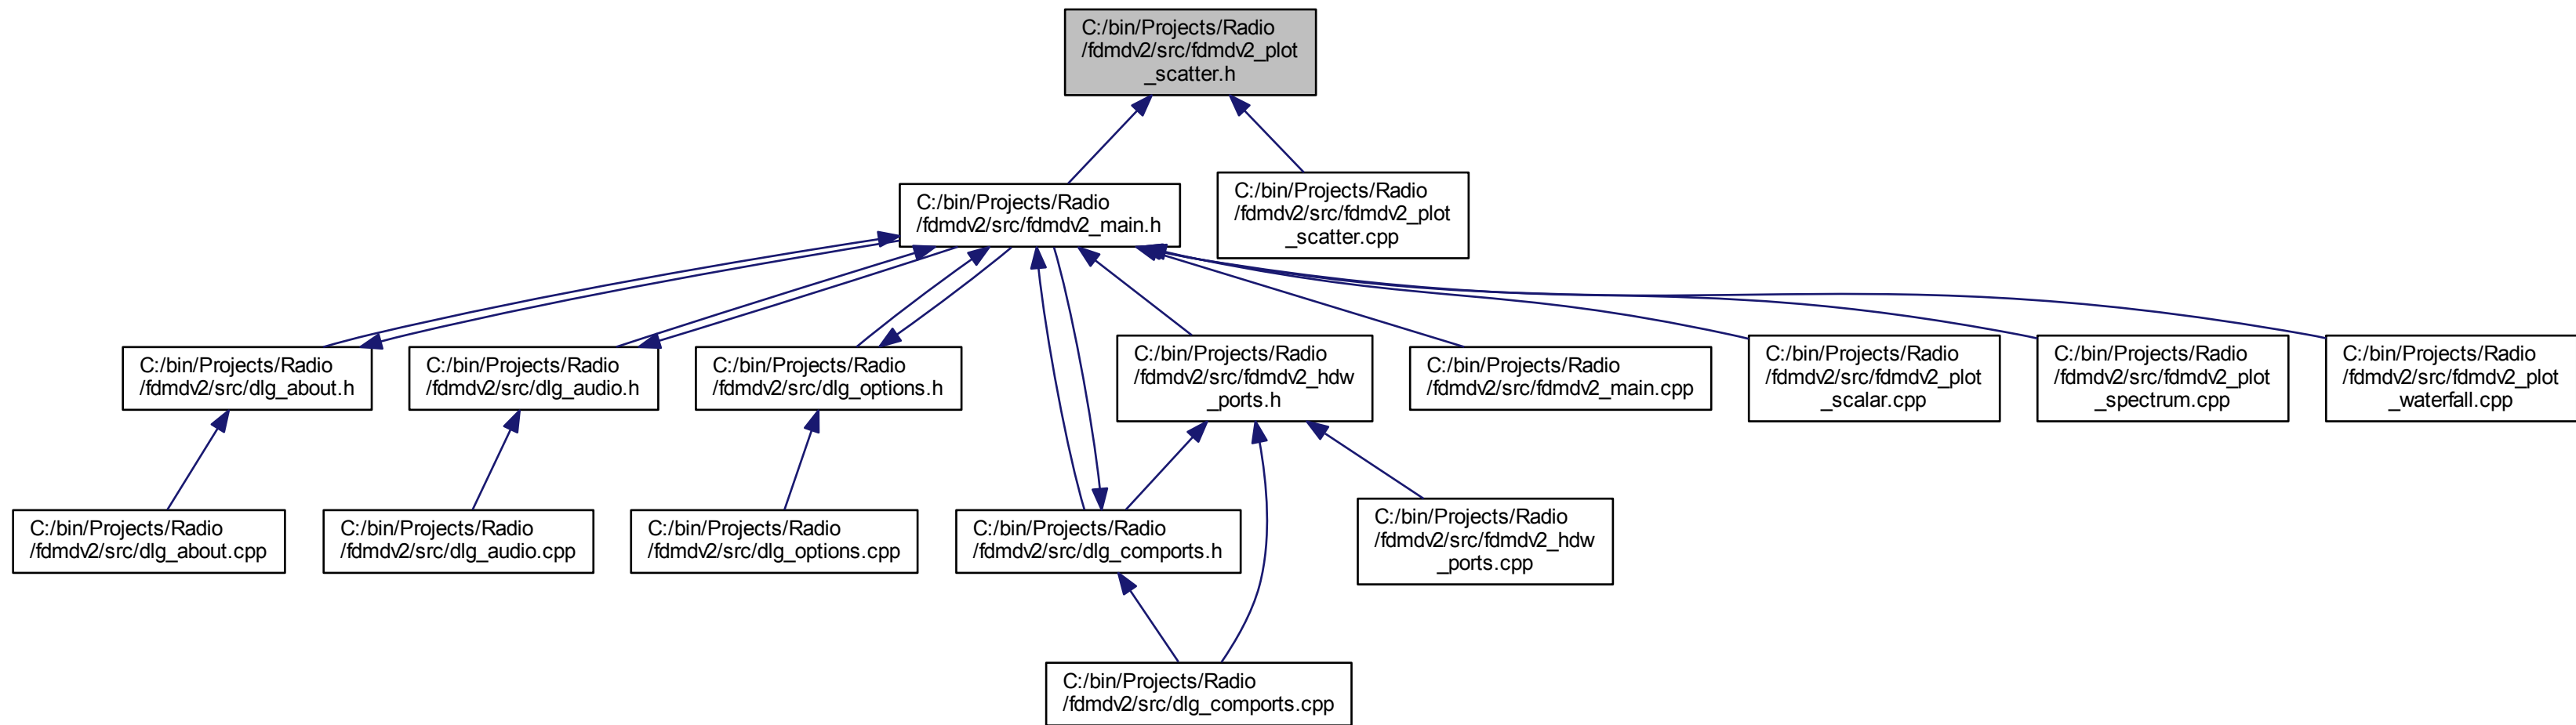 C:/bin/Projects/Radio
/fdmdv2/src/fdmdv2_plot
_scatter.h
C:/bin/Projects/Radio
/fdmdv2/src/fdmdv2_main.h
C:/bin/Projects/Radio
/fdmdv2/src/fdmdv2_plot
_scatter.cpp
C:/bin/Projects/Radio
/fdmdv2/src/dlg_about.h
C:/bin/Projects/Radio
/fdmdv2/src/dlg_audio.h
C:/bin/Projects/Radio
/fdmdv2/src/dlg_options.h
C:/bin/Projects/Radio
/fdmdv2/src/fdmdv2_hdw
_ports.h
C:/bin/Projects/Radio
/fdmdv2/src/fdmdv2_main.cpp
C:/bin/Projects/Radio
/fdmdv2/src/fdmdv2_plot
_scalar.cpp
C:/bin/Projects/Radio
/fdmdv2/src/fdmdv2_plot
_spectrum.cpp
C:/bin/Projects/Radio
/fdmdv2/src/fdmdv2_plot
_waterfall.cpp
C:/bin/Projects/Radio
/fdmdv2/src/dlg_about.cpp
C:/bin/Projects/Radio
/fdmdv2/src/dlg_audio.cpp
C:/bin/Projects/Radio
/fdmdv2/src/dlg_options.cpp
C:/bin/Projects/Radio
/fdmdv2/src/dlg_comports.h
C:/bin/Projects/Radio
/fdmdv2/src/fdmdv2_hdw
_ports.cpp
C:/bin/Projects/Radio
/fdmdv2/src/dlg_comports.cpp